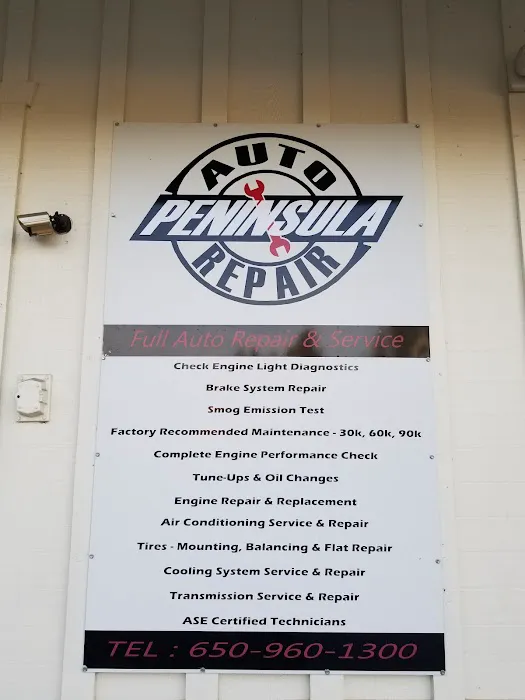 AUTO
PENINSULA
REPAIR
Full Auto Repair & Service
Check Engine Light Diagnostics
Brake System Repair
Smog Emission Test
Factory Recommended Maintenance - 30k, 60k, 90k
Complete Engine Performance Check
Tune-Ups & Oil Changes
Engine Repair & Replacement
Air Conditioning Service & Repair
Tires - Mounting, Balancing & Flat Repair
Cooling System Service & Repair
Transmission Service & Repair
ASE Certified Technicians
TEL : 650-960-1300